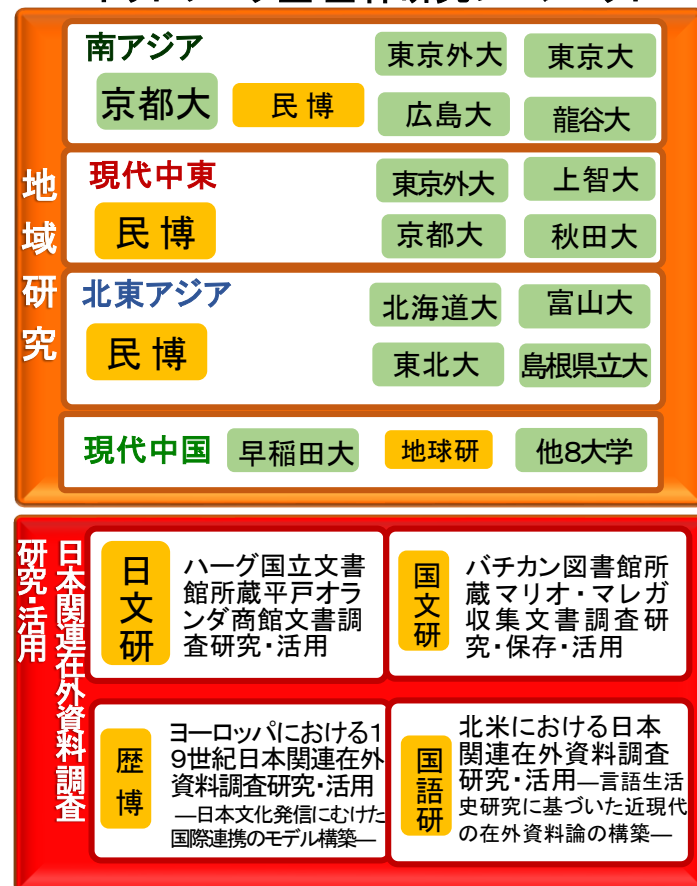 地域研究
南アジア
京都大 民博
東京外大 東京大
広島大 龍谷大
現代中東
民博
東京外大 上智大
京都大 秋田大
北東アジア
民博
北海道大 富山大
東北大 島根県立大
現代中国 早稲田大 地球研 他8大学
日本関連在外資料調査
研究・活用
日文研
ハーグ国立文書
館所蔵平戸オラ
ンダ商館文書調
査研究・活用
国文研
バチカン図書館所
蔵マリオ・マレガ
収集文書調査研
究・保存・活用
歴博
ヨーロッパにおける1
9世紀日本関連在外
資料調査研究・活用
―日本文化発信にむけた
国際連携のモデル構築―
国語研
北米における日本
関連在外資料調査
研究・活用―言語生活
史研究に基づいた近現代
の在外資料論の構築―